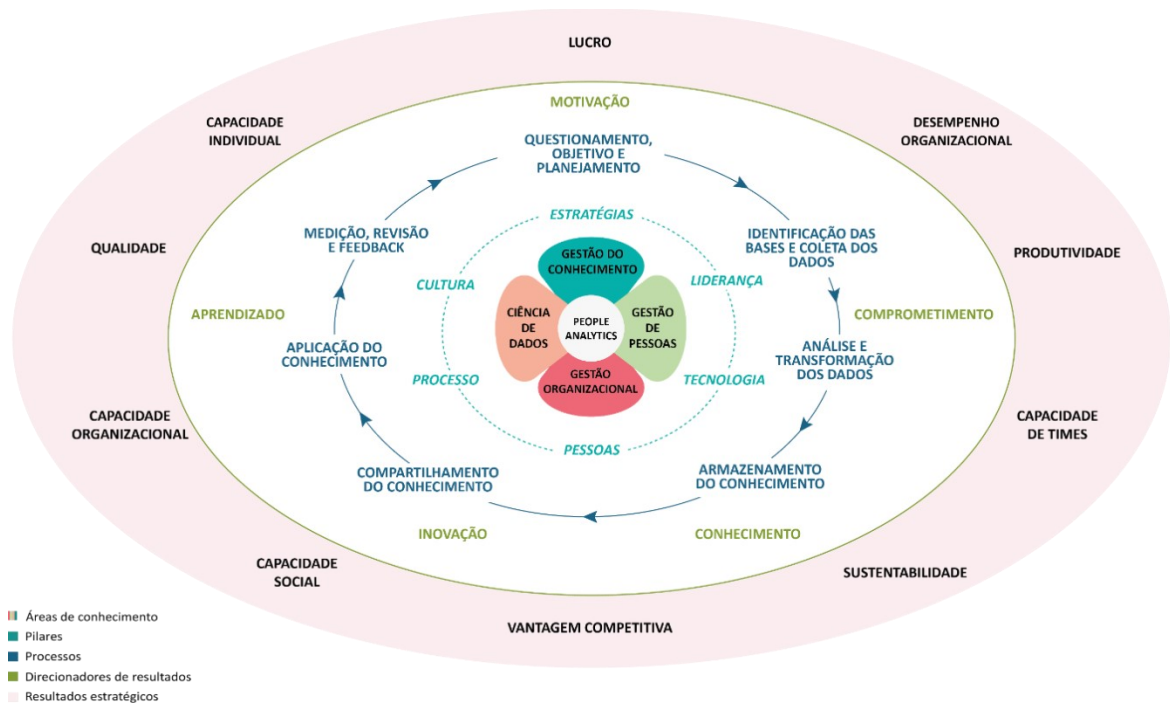 LUCRO
MOTIVAÇÃO
CAPACIDADE
INDIVIDUAL
DESEMPENHO
ORGANIZACIONAL
QUESTIONAMENTO,
OBJETIVO E
PLANEJAMENTO
ESTRATÉGIAS
MEDIÇÃO, REVISÃO
E FEEDBACK
IDENTIFICAÇÃO DAS
BASES E COLETA DOS
DADOS
QUALIDADE
PRODUTIVIDADE
GESTÃO DO
CONHECIMENTO
CULTURA
LIDERANÇA
APRENDIZADO
CIÊNCIA
DE
DADOS
PEOPLE
ANALYTICS
GESTÃO
DE
PESSOAS
COMPROMETIMENTO
APLICAÇÃO DO
CONHECIMENTO
ANÁLISE E
TRANSFORMAÇÃO
DOS DADOS
PROCESSO
GESTÃO
ORGANIZACIONAL
TECNOLOGIA
CAPACIDADE
ORGANIZACIONAL
CAPACIDADE
DE TIMES
PESSOAS
COMPARTILHAMENTO
DO CONHECIMENTO
ARMAZENAMENTO
DO CONHECIMENTO
INOVAÇÃO
CONHECIMENTO
CAPACIDADE
SOCIAL
SUSTENTABILIDADE
VANTAGEM COMPETITIVA
Áreas de conhecimento
Pilares
Processos
Direcionadores de resultados
Resultados estratégicos